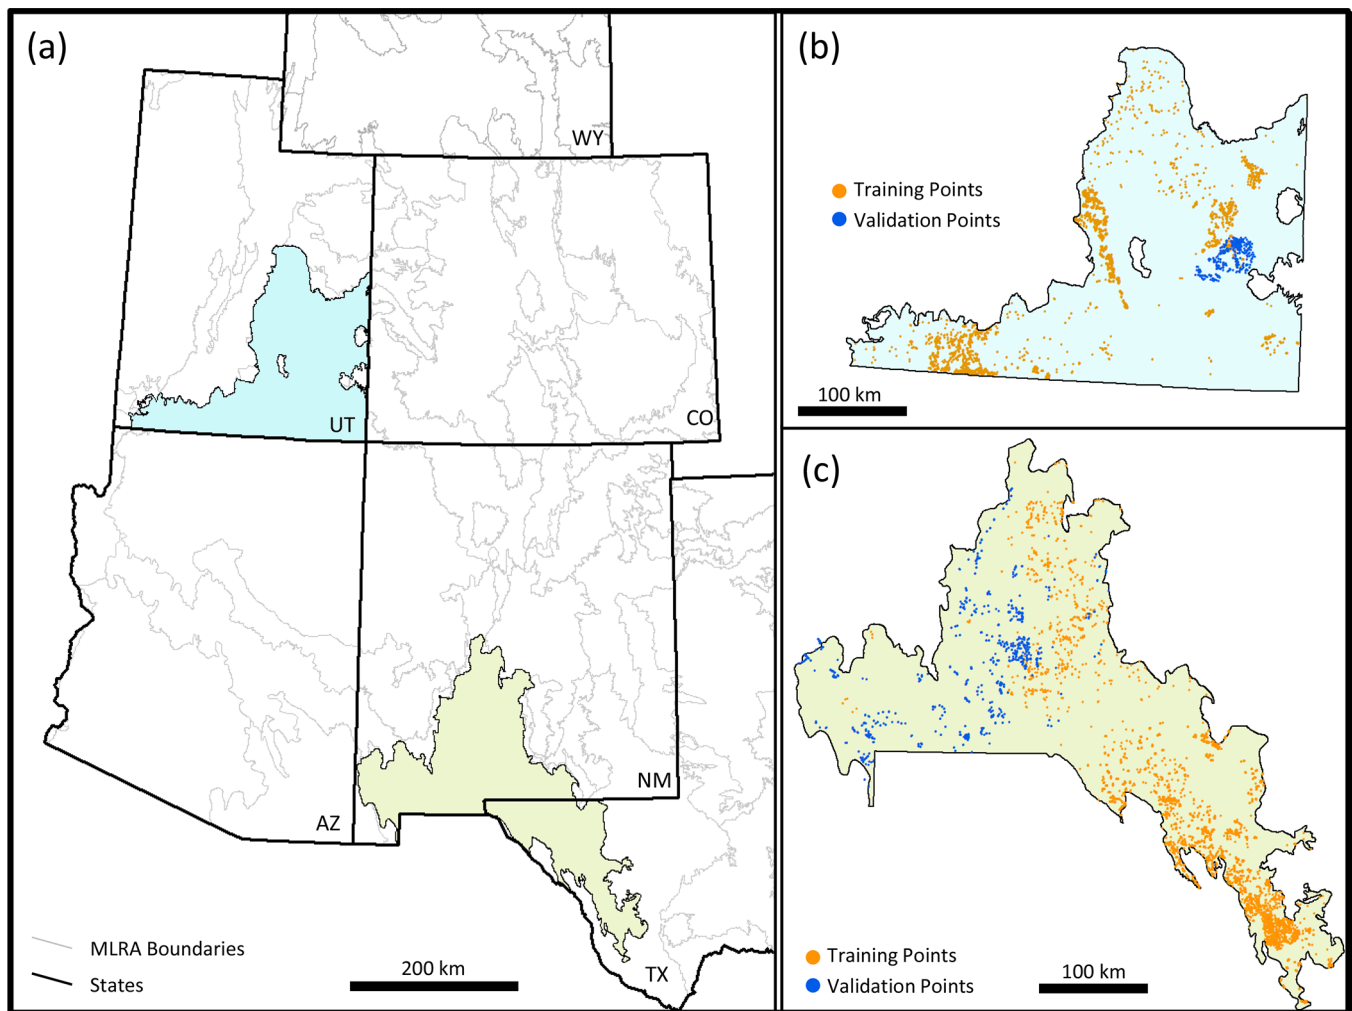 (a)
WY
UT
CO
AZ
NM
TX
MLRA Boundaries
States
200 km
(b)
Training Points
Validation Points
100 km
(c)
Training Points
Validation Points
100 km